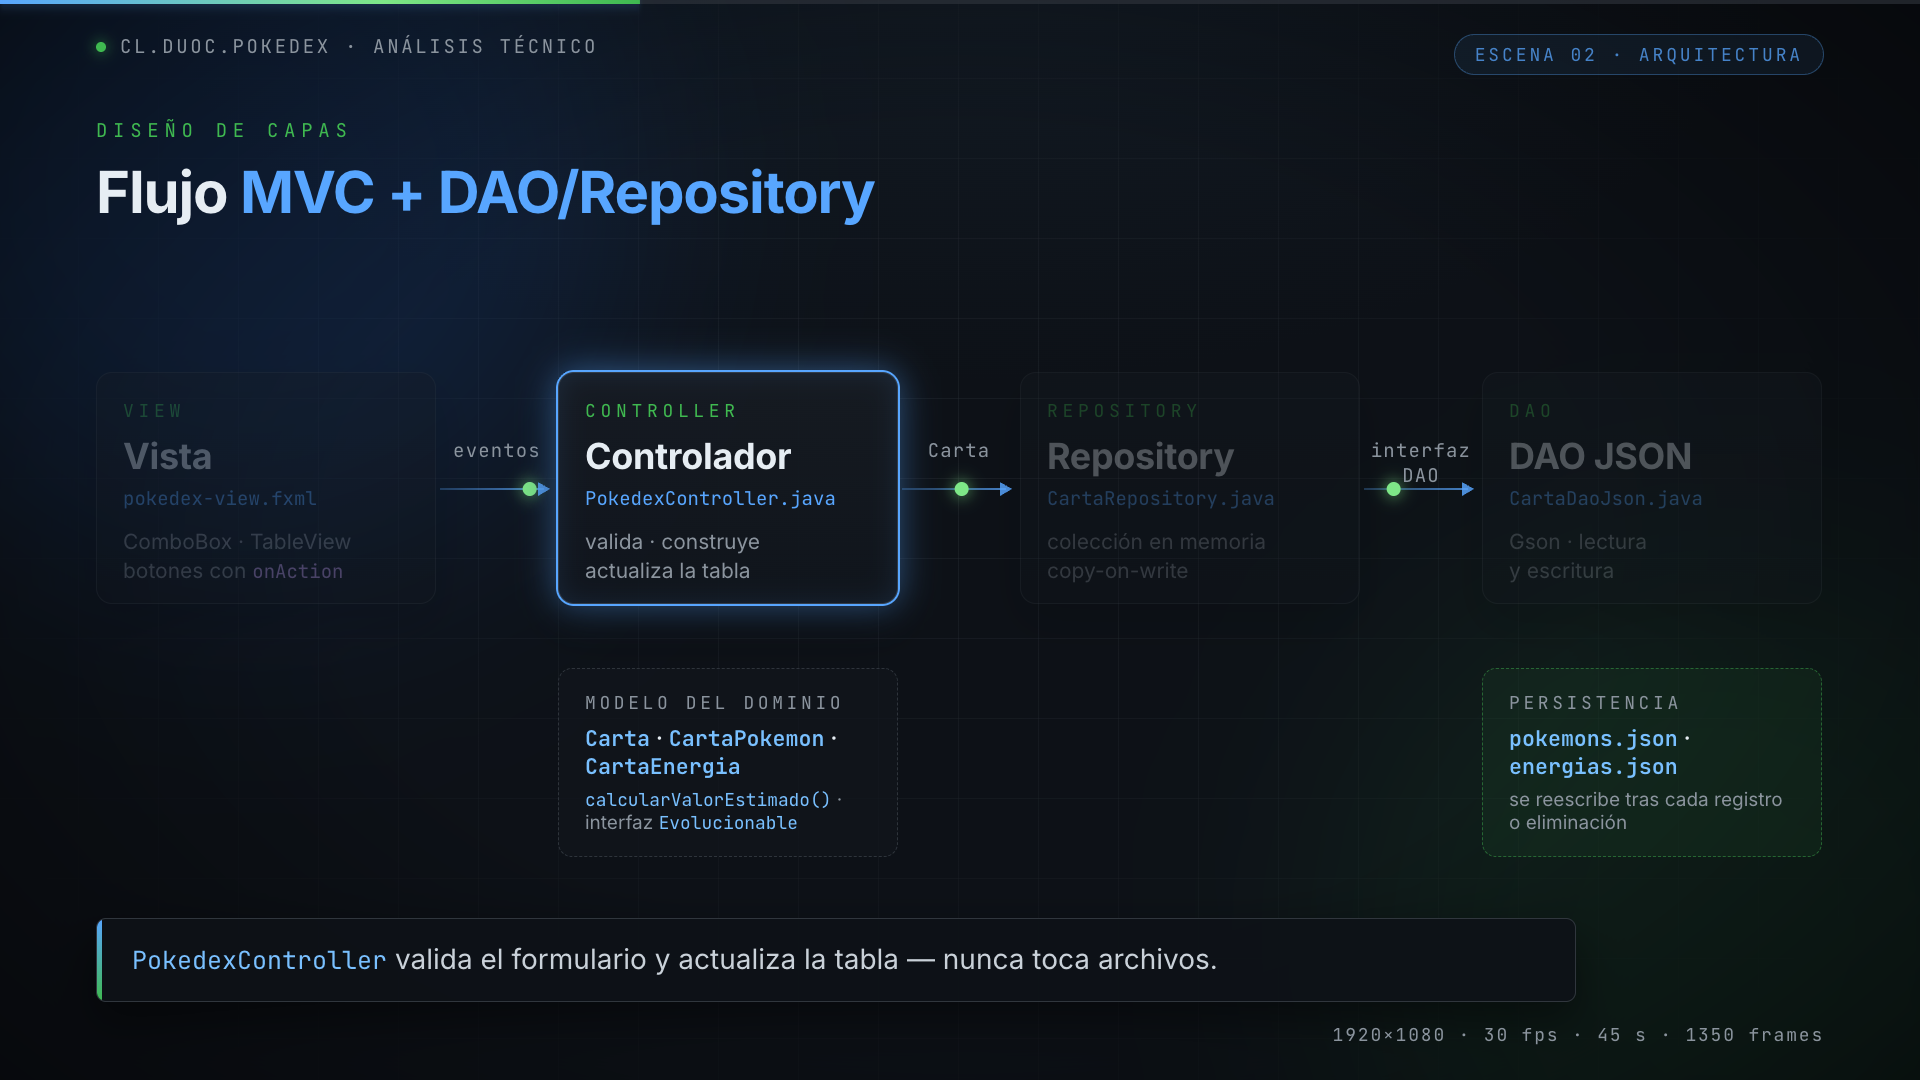 CL.DUOC.POKEDEX · ANÁLISIS TÉCNICO
ESCENA 02 · ARQUITECTURA
DISEÑO DE CAPAS
Flujo MVC + DAO/Repository
VIEW
Vista
pokedex-view.fxml
ComboBox · TableView
botones con onAction
eventos
CONTROLLER
Controlador
PokedexController.java
valida · construye
actualiza la tabla
Carta
REPOSITORY
Repository
CartaRepository.java
colección en memoria
copy-on-write
interfaz
DAO
DAO
DAO JSON
CartaDaoJson.java
Gson · lectura
y escritura
MODELO DEL DOMINIO
Carta · CartaPokemon ·
CartaEnergia
calcularValorEstimado() ·
interfaz Evolucionable
PERSISTENCIA
pokemons.json ·
energias.json
se reescribe tras cada registro
o eliminación
PokedexController valida el formulario y actualiza la tabla — nunca toca archivos.
1920×1080 · 30 fps · 45 s · 1350 frames